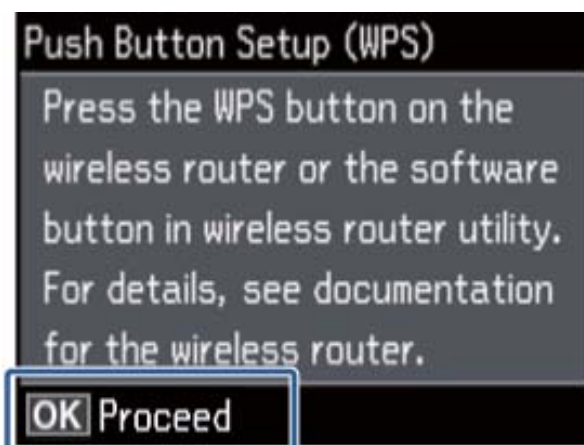 Push Button Setup (WPS)
Press the WPS button on the
wireless router or the software
button in wireless router utility.
For details, see documentation
for the wireless router.
OK Proceed